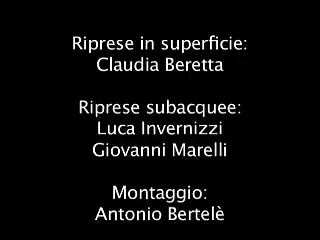 Riprese in superficie:
Claudia Beretta
Riprese subacquee:
Luca Invernizzi
Giovanni Marelli
Montaggio:
Antonio Bertelè